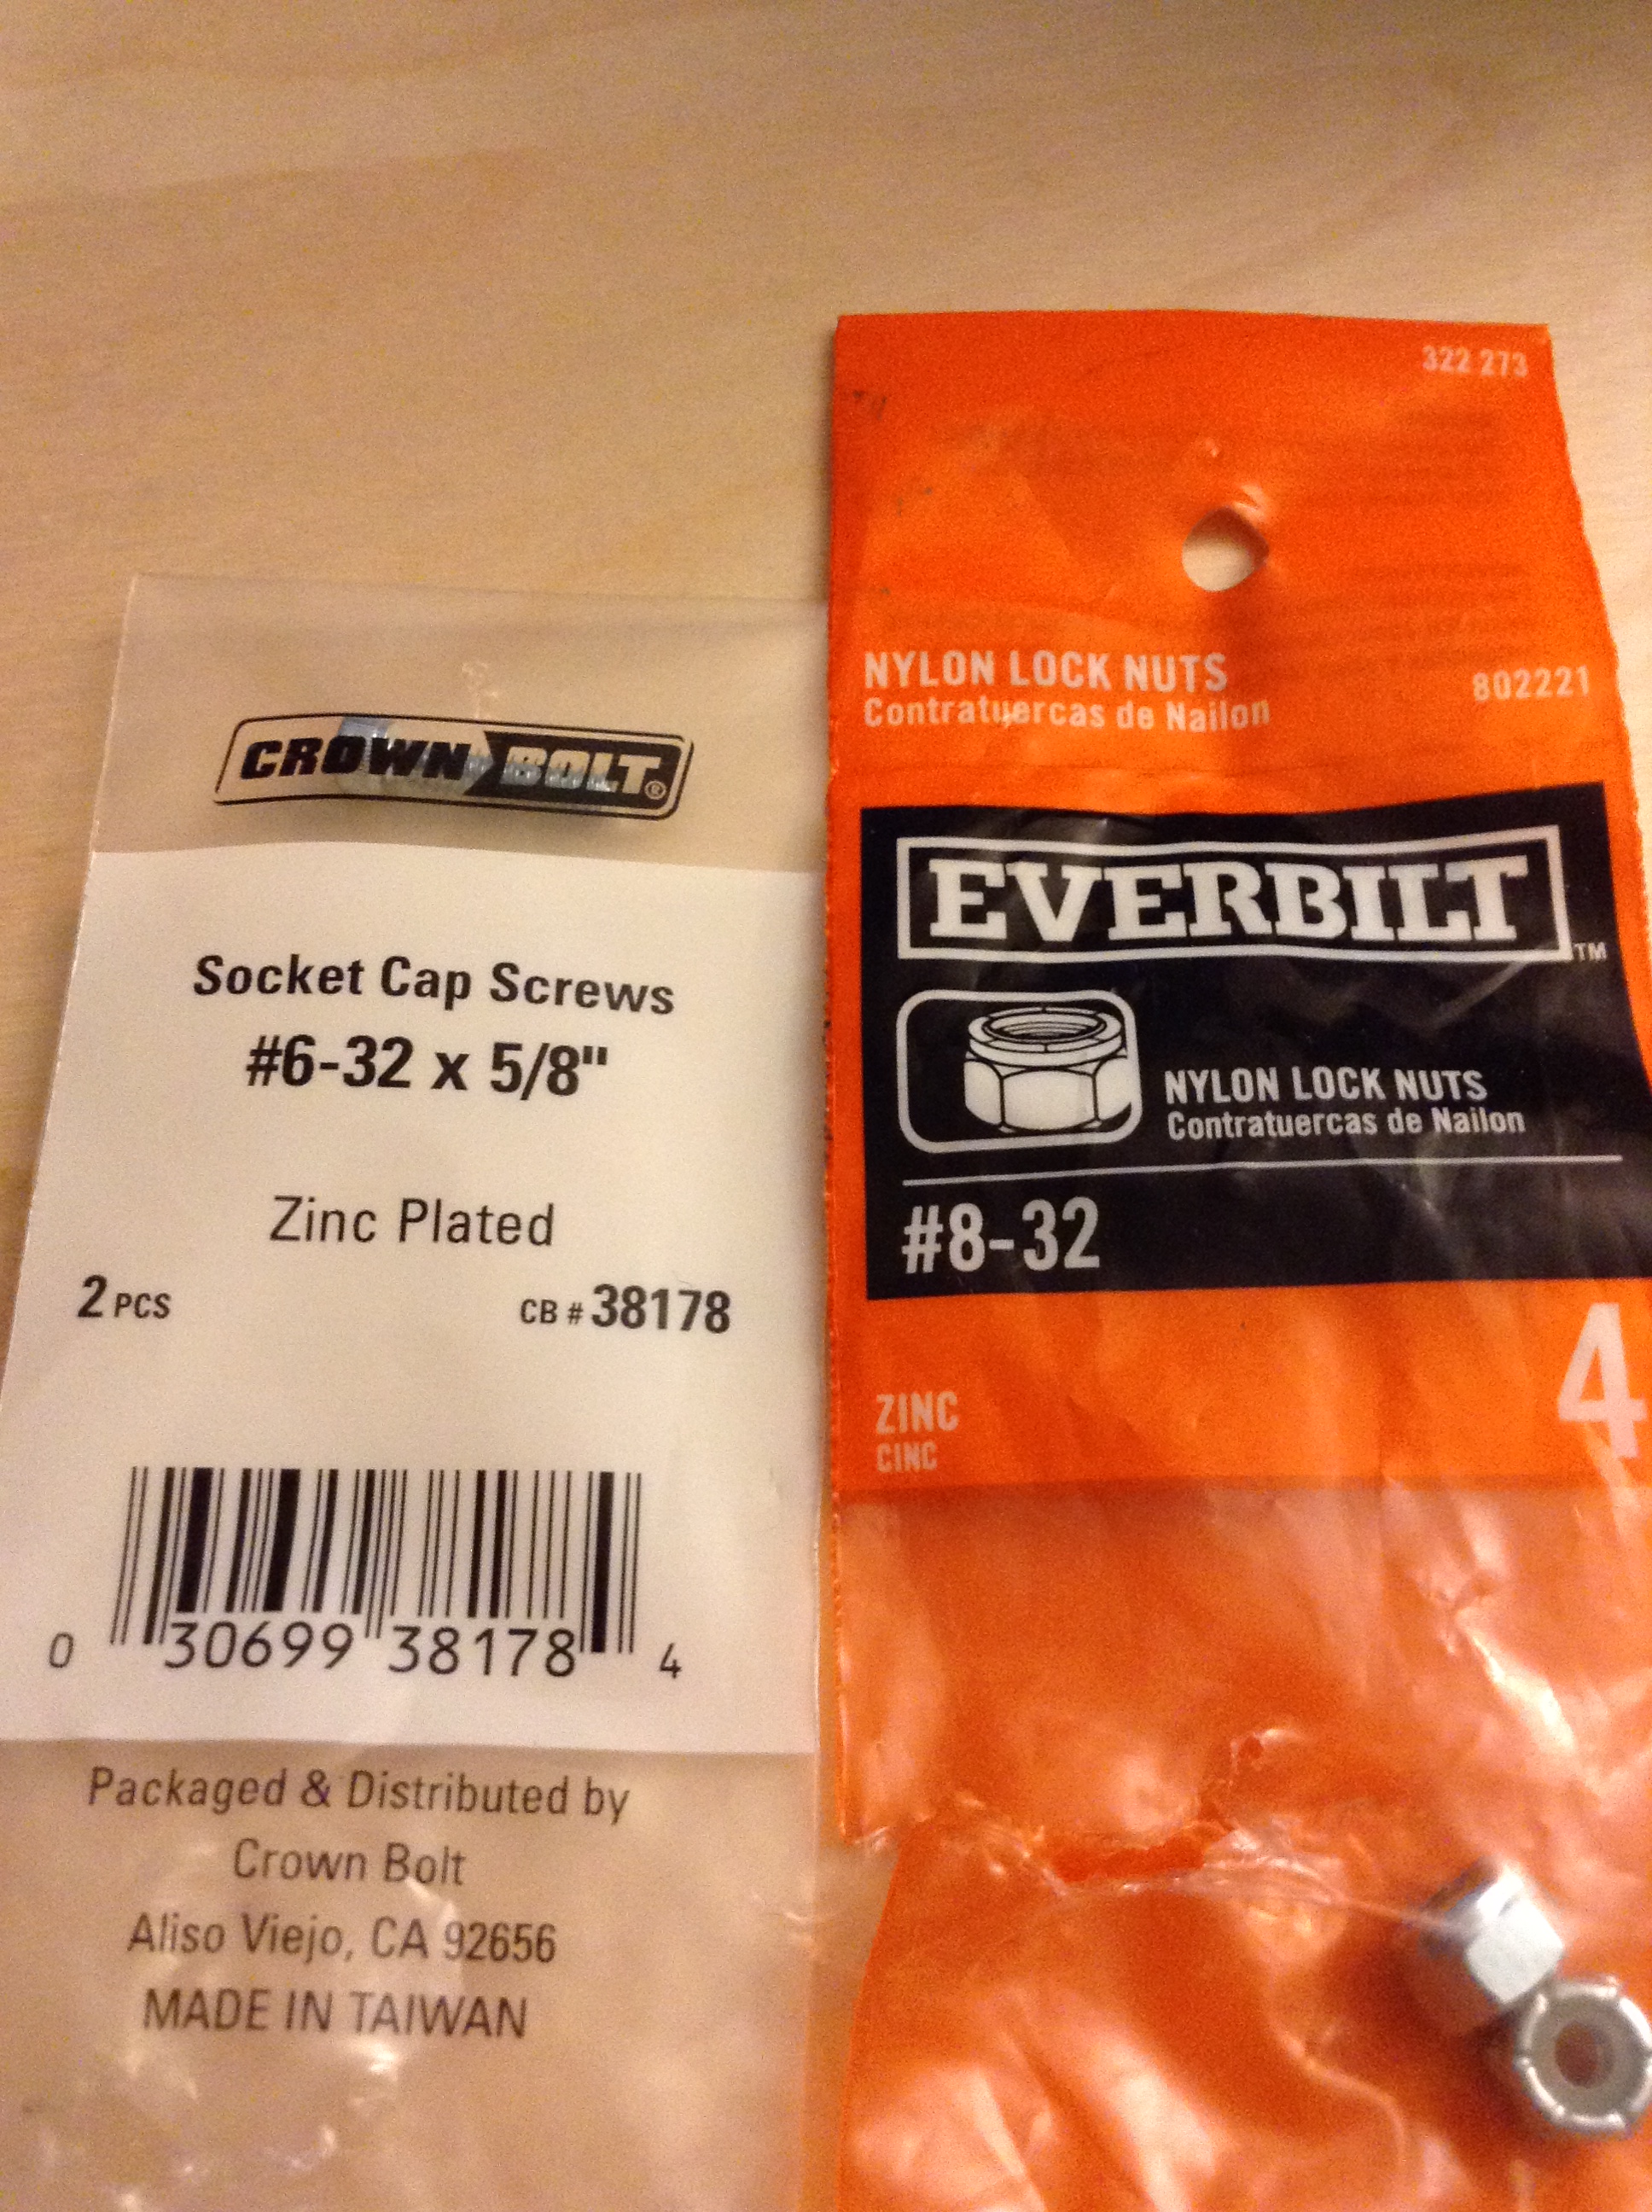 CROWN BOLT®
Socket Cap Screws
#6-32 x 5/8"
Zinc Plated
2 PCS CB # 38178
0 30699 38178 4
Packaged & Distributed by
Crown Bolt
Aliso Viejo, CA 92656
MADE IN TAIWAN
322 273
NYLON LOCK NUTS
Contratuercas de Nailon
802221
EVERBILT™
NYLON LOCK NUTS
Contratuercas de Nailon
#8-32
4
ZINC
CINC